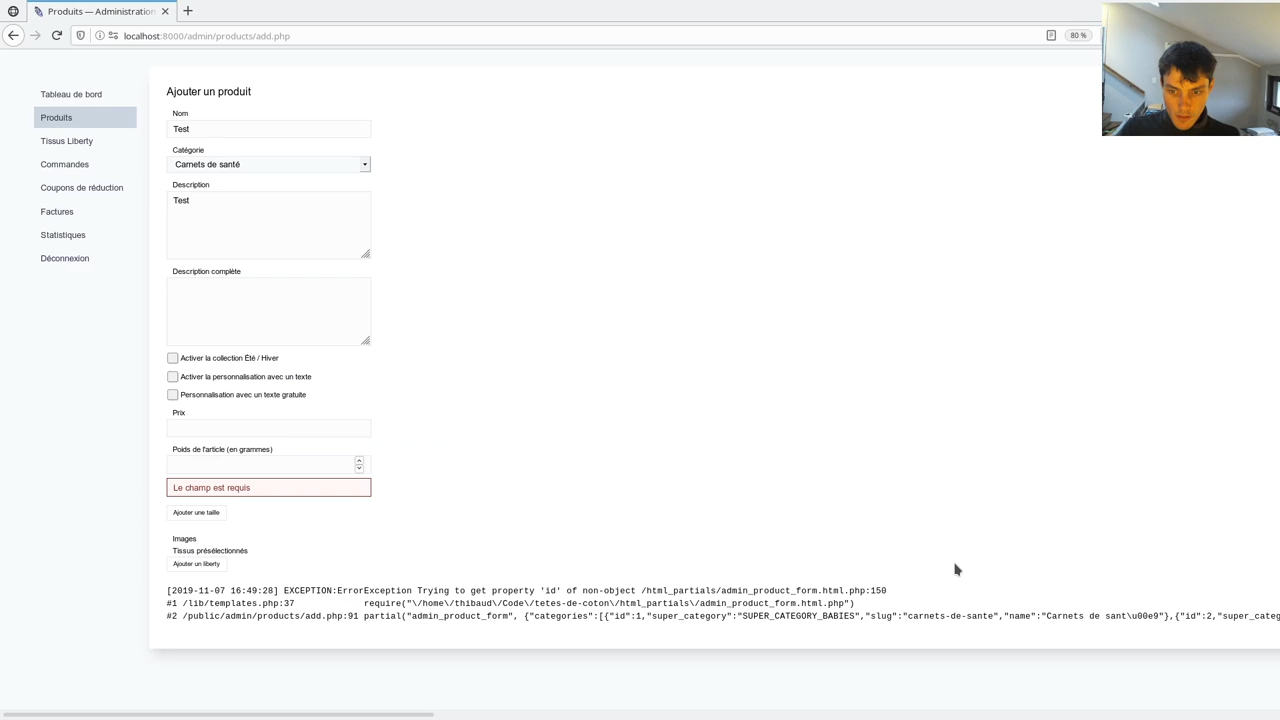 Produits — Administration
localhost:8000/admin/products/add.php
80 %
Tableau de bord
Produits
Tissus Liberty
Commandes
Coupons de réduction
Factures
Statistiques
Déconnexion
Ajouter un produit
Nom
Test
Catégorie
Carnets de santé
Description
Test
Description complète
Activer la collection Été / Hiver
Activer la personalisation avec un texte
Personnalisation avec un texte gratuite
Prix
Poids de l'article (en grammes)
Le champ est requis
Ajouter une taille
Images
Tissus présélectionnés
Ajouter un liberty
[2019-11-07 16:49:28] EXCEPTION:ErrorException Trying to get property 'id' of non-object /html_partials/admin_product_form.html.php:150
#1 /lib/templates.php:37 require("\/home\/thibaud\/Code\/tetes-de-coton\/html_partials\/admin_product_form.html.php")
#2 /public/admin/products/add.php:91 partial("admin_product_form", {"categories":[{"id":1,"super_category":"SUPER_CATEGORY_BABIES","slug":"carnets-de-sante","name":"Carnets de sant\u00e9"},{"id":2,"super_categ